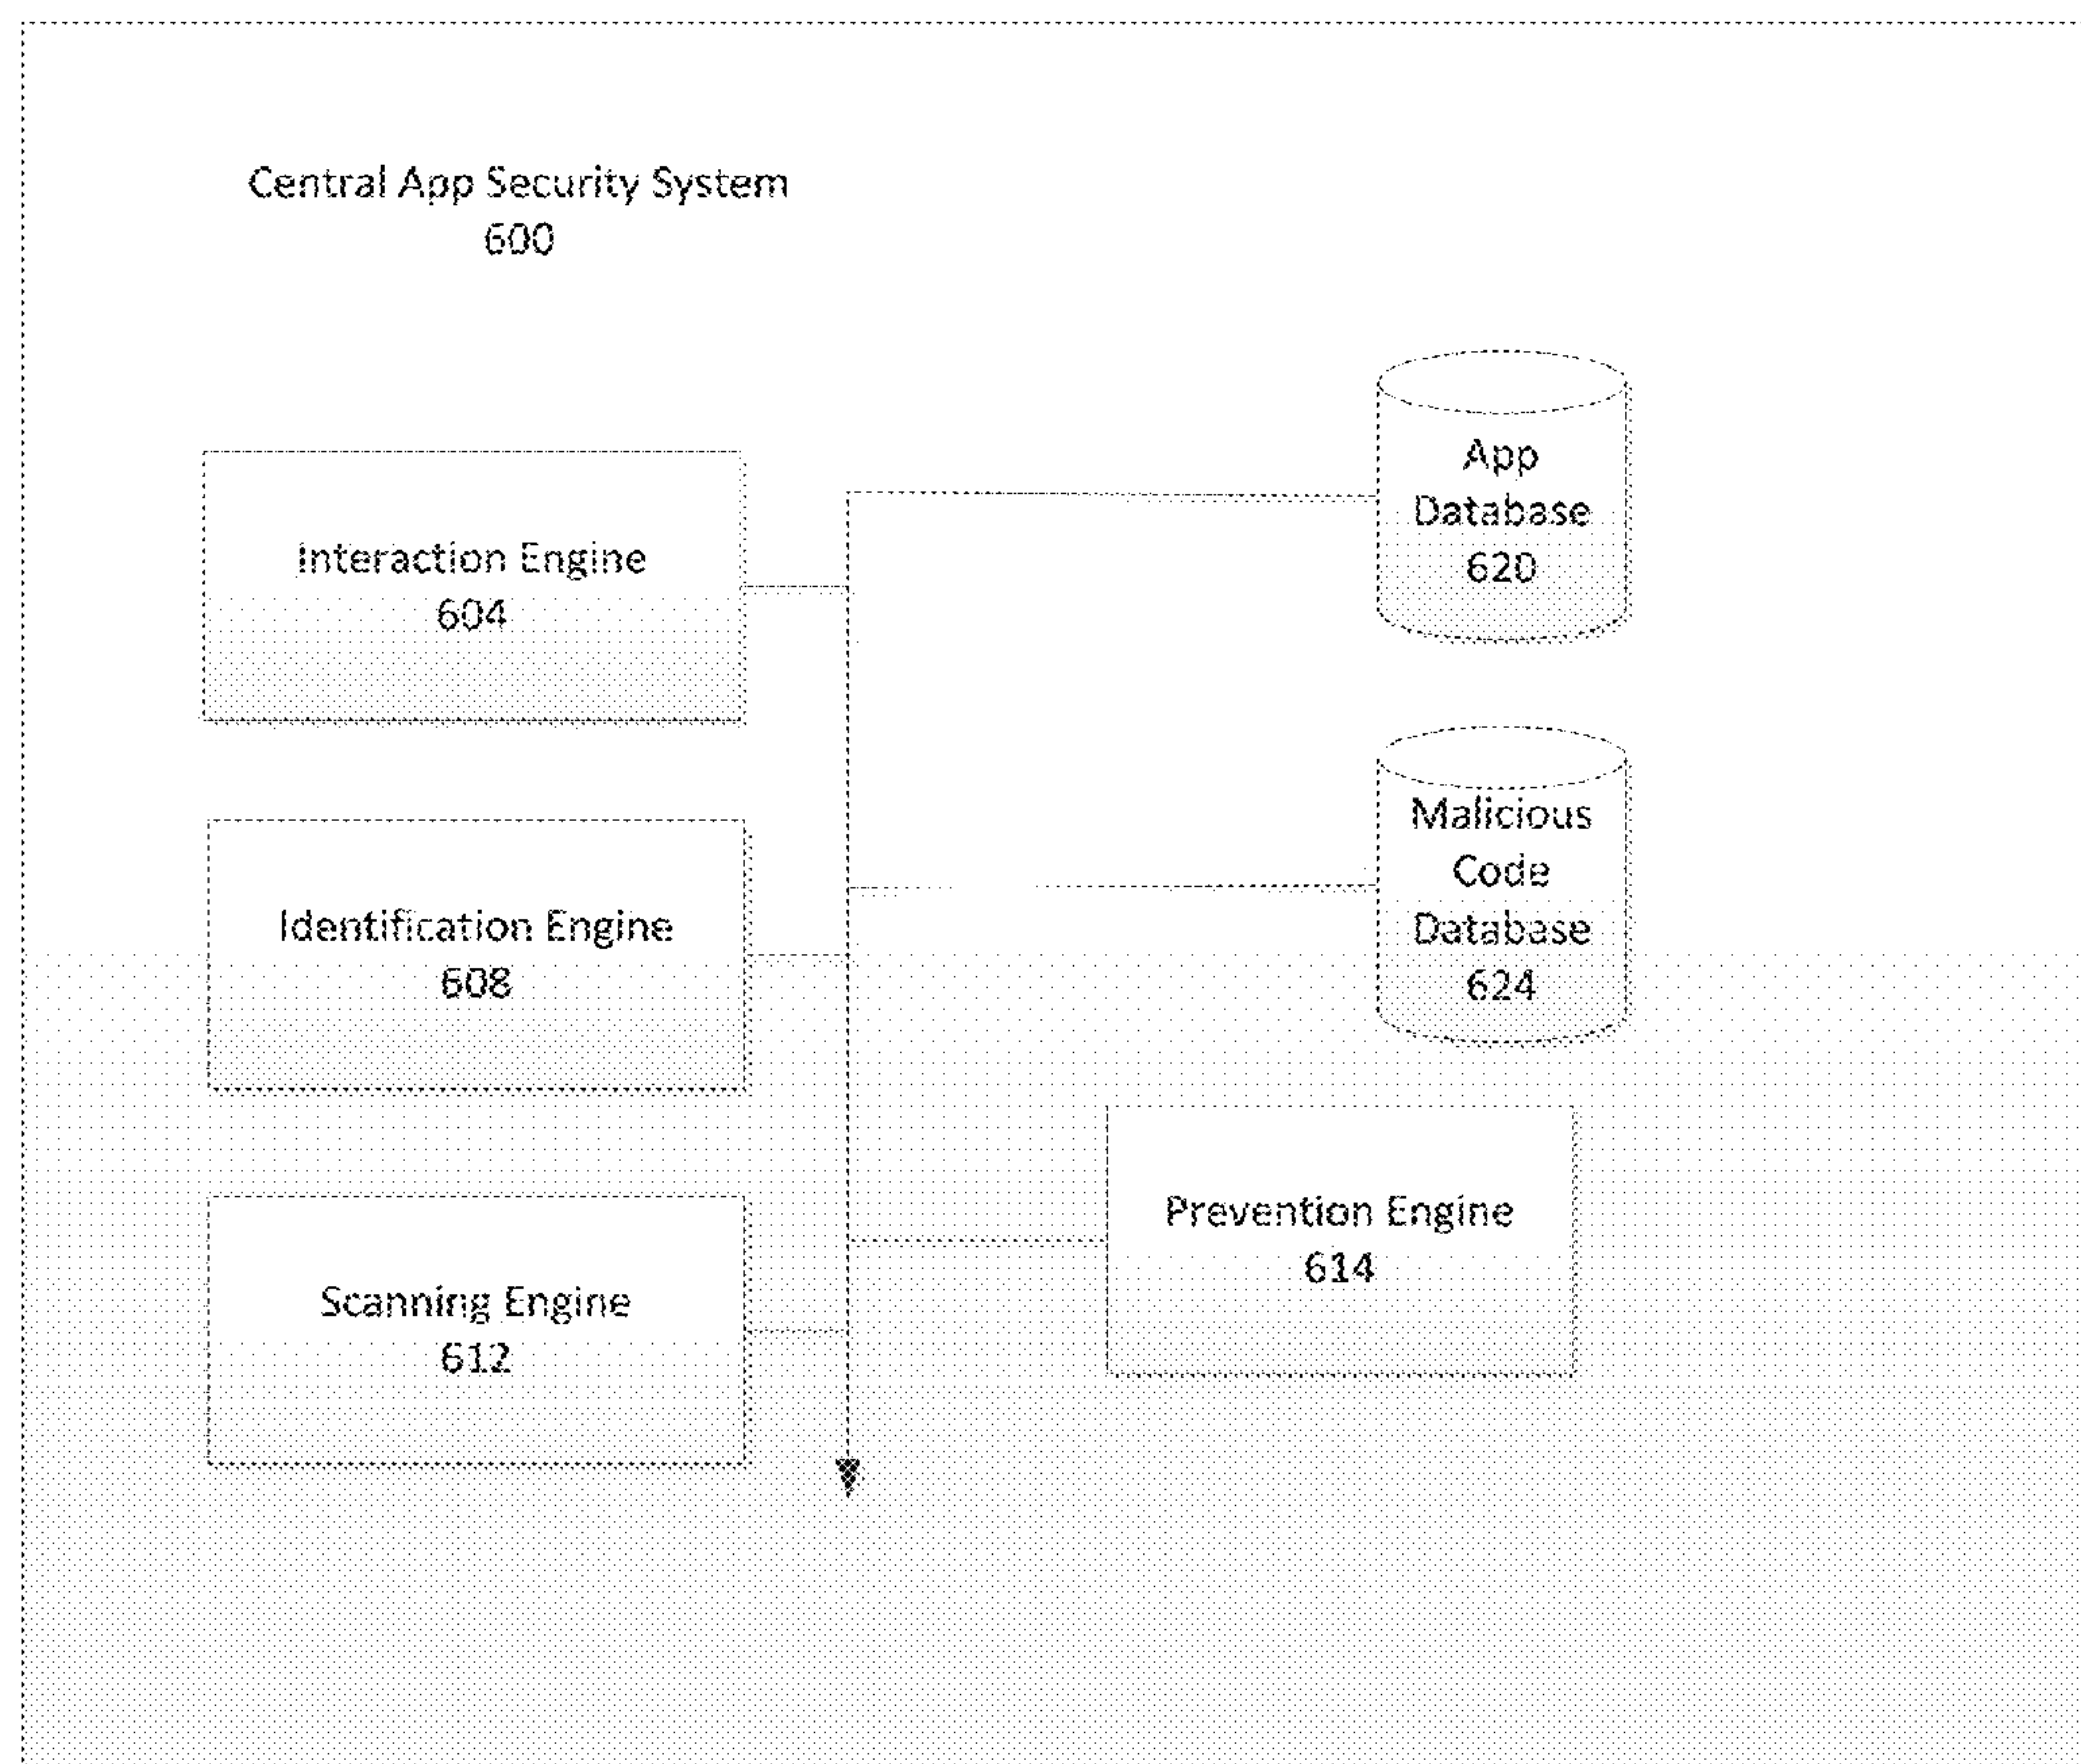 Central App Security System
600
Interaction Engine
604
App
Database
620
Identification Engine
608
Malicious
Code
Database
624
Scanning Engine
612
Prevention Engine
614